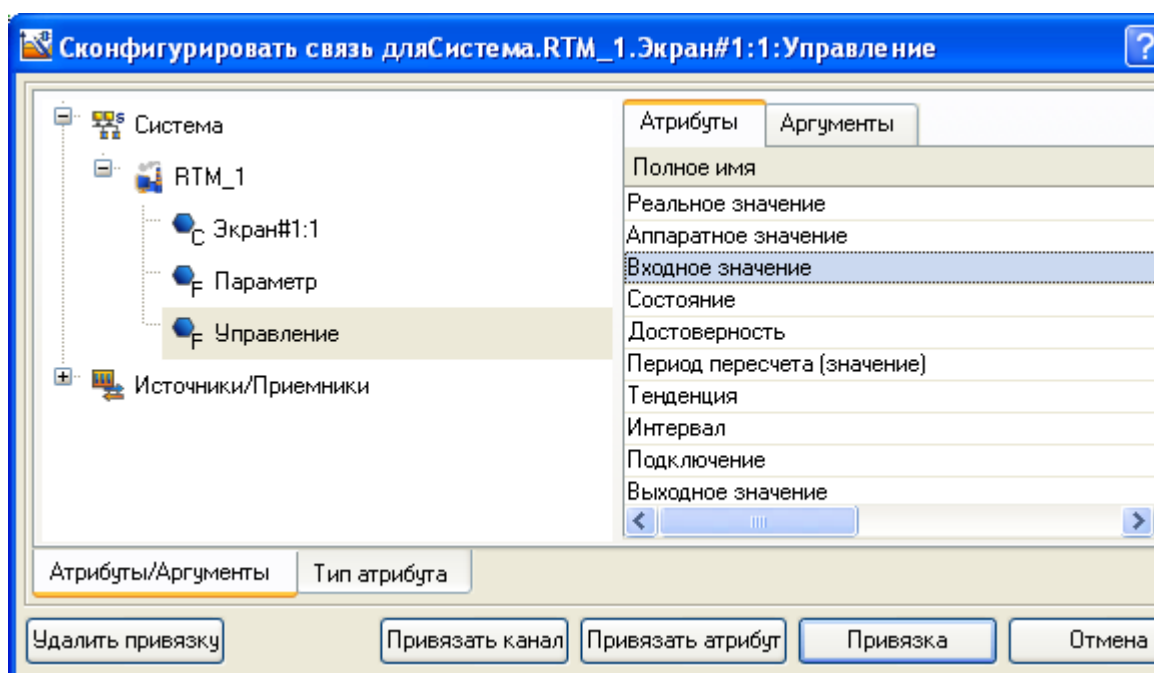 Сконфигурировать связь дляСистема.RTM_1.Экран#1:1:Управление
?
Система
RTM_1
Экран#1:1
Параметр
Управление
Источники/Приемники
Атрибуты
Аргументы
Полное имя
Реальное значение
Аппаратное значение
Входное значение
Состояние
Достоверность
Период пересчета (значение)
Тенденция
Интервал
Подключение
Выходное значение
Атрибуты/Аргументы
Тип атрибута
Удалить привязку
Привязать канал
Привязать атрибут
Привязка
Отмена